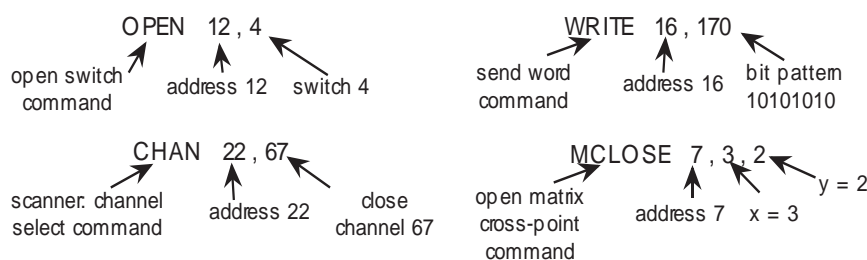 OPEN 12 , 4
open switch
command
address 12
switch 4
WRITE 16 , 170
send word
command
address 16
bit pattern
10101010
CHAN 22 , 67
scanner: channel
select command
address 22
close
channel 67
MCLOSE 7 , 3 , 2
open matrix
cross-point
command
address 7
x = 3
y = 2